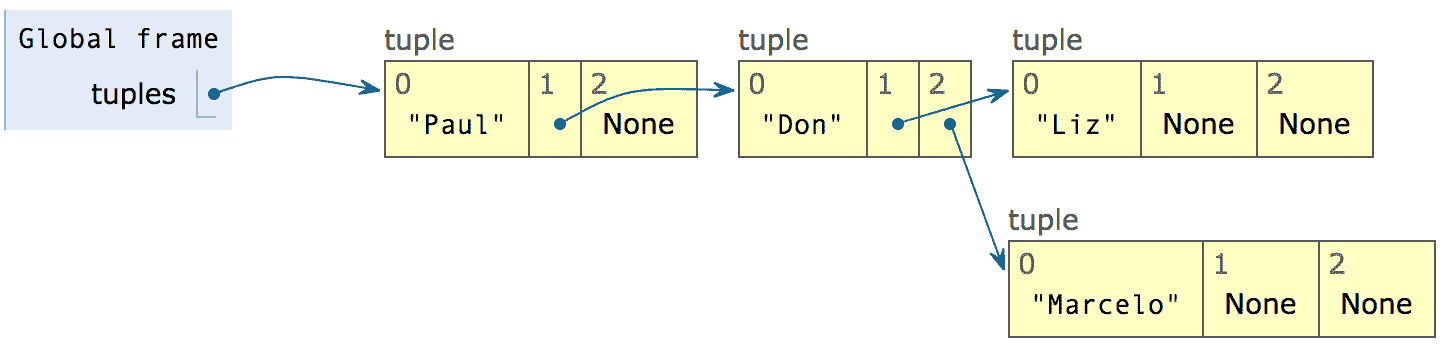 Global frame
tuples
tuple
0 1 2
"Paul" None
tuple
0 1 2
"Don"
tuple
0 1 2
"Liz" None None
tuple
0 1 2
"Marcelo" None None